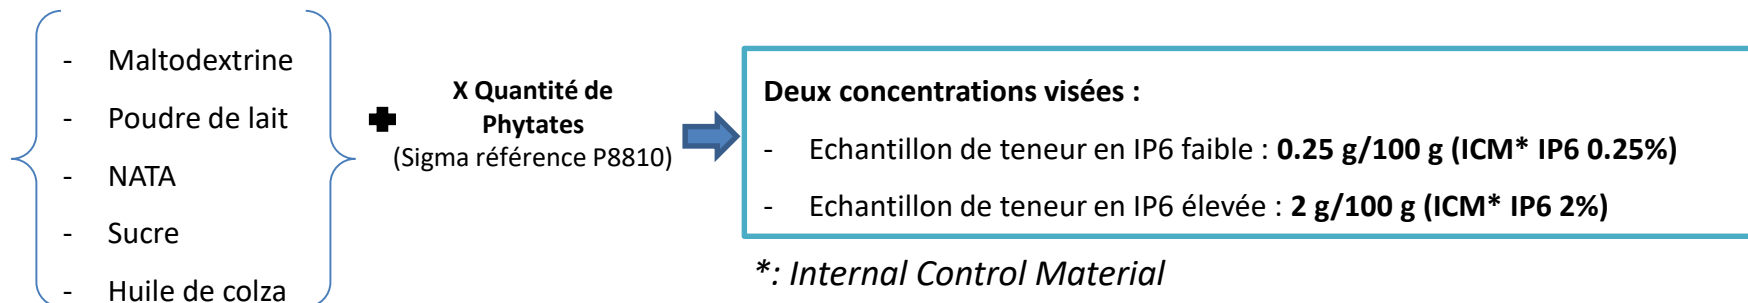 - Maltodextrine
- Poudre de lait
- NATA
- Sucre
- Huile de colza
X Quantité de
Phytates
(Sigma référence P8810)
Deux concentrations visées :
- Echantillon de teneur en IP6 faible : 0.25 g/100 g (ICM* IP6 0.25%)
- Echantillon de teneur en IP6 élevée : 2 g/100 g (ICM* IP6 2%)
*: Internal Control Material